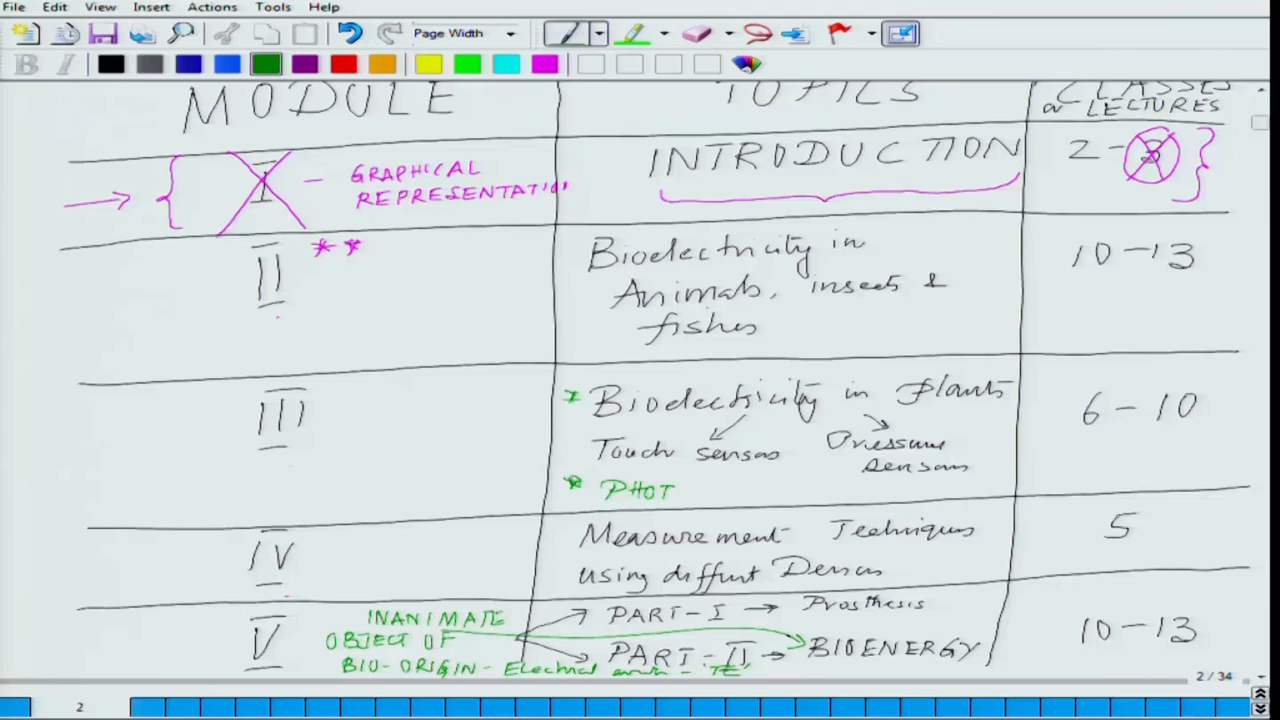 File Edit View Insert Actions Tools Help
Page Width
MODULE TOPICS CLASSES
or LECTURES
I - GRAPHICAL REPRESENTATION INTRODUCTION 2-3
II ** Bioelectricity in 10-13
Animals, insects &
fishes
III * Bioelectricity in Plants 6-10
Touch sensors Pressure sensors
* PHOT
IV Measurement Techniques 5
using diffunt
V INANIMATE PART-I → Prosthesis 10-13
OBJECT OF PART-II → BIOENERGY
BIO-ORIGIN - Electrical
2 / 34
2